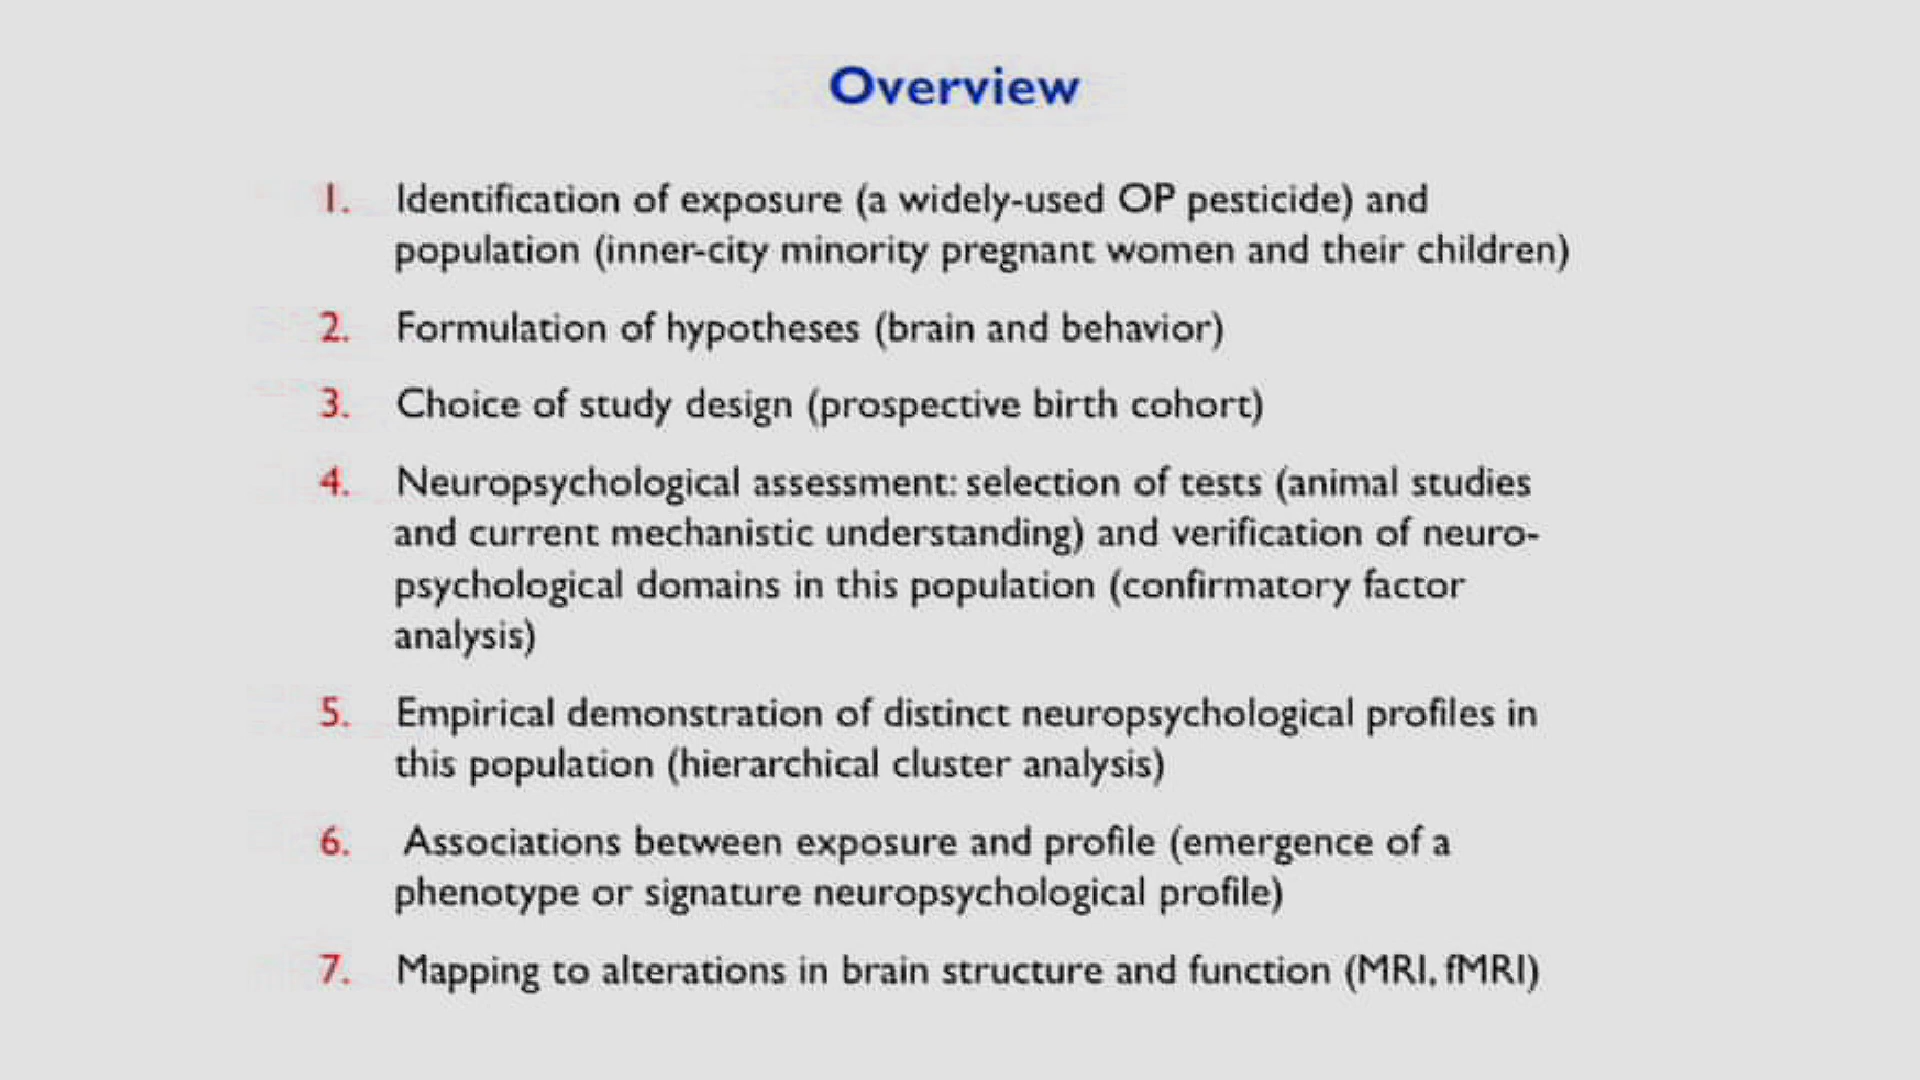 Overview
1. Identification of exposure (a widely-used OP pesticide) and
population (inner-city minority pregnant women and their children)
2. Formulation of hypotheses (brain and behavior)
3. Choice of study design (prospective birth cohort)
4. Neuropsychological assessment: selection of tests (animal studies
and current mechanistic understanding) and verification of neuro-
psychological domains in this population (confirmatory factor
analysis)
5. Empirical demonstration of distinct neuropsychological profiles in
this population (hierarchical cluster analysis)
6. Associations between exposure and profile (emergence of a
phenotype or signature neuropsychological profile)
7. Mapping to alterations in brain structure and function (MRI, fMRI)